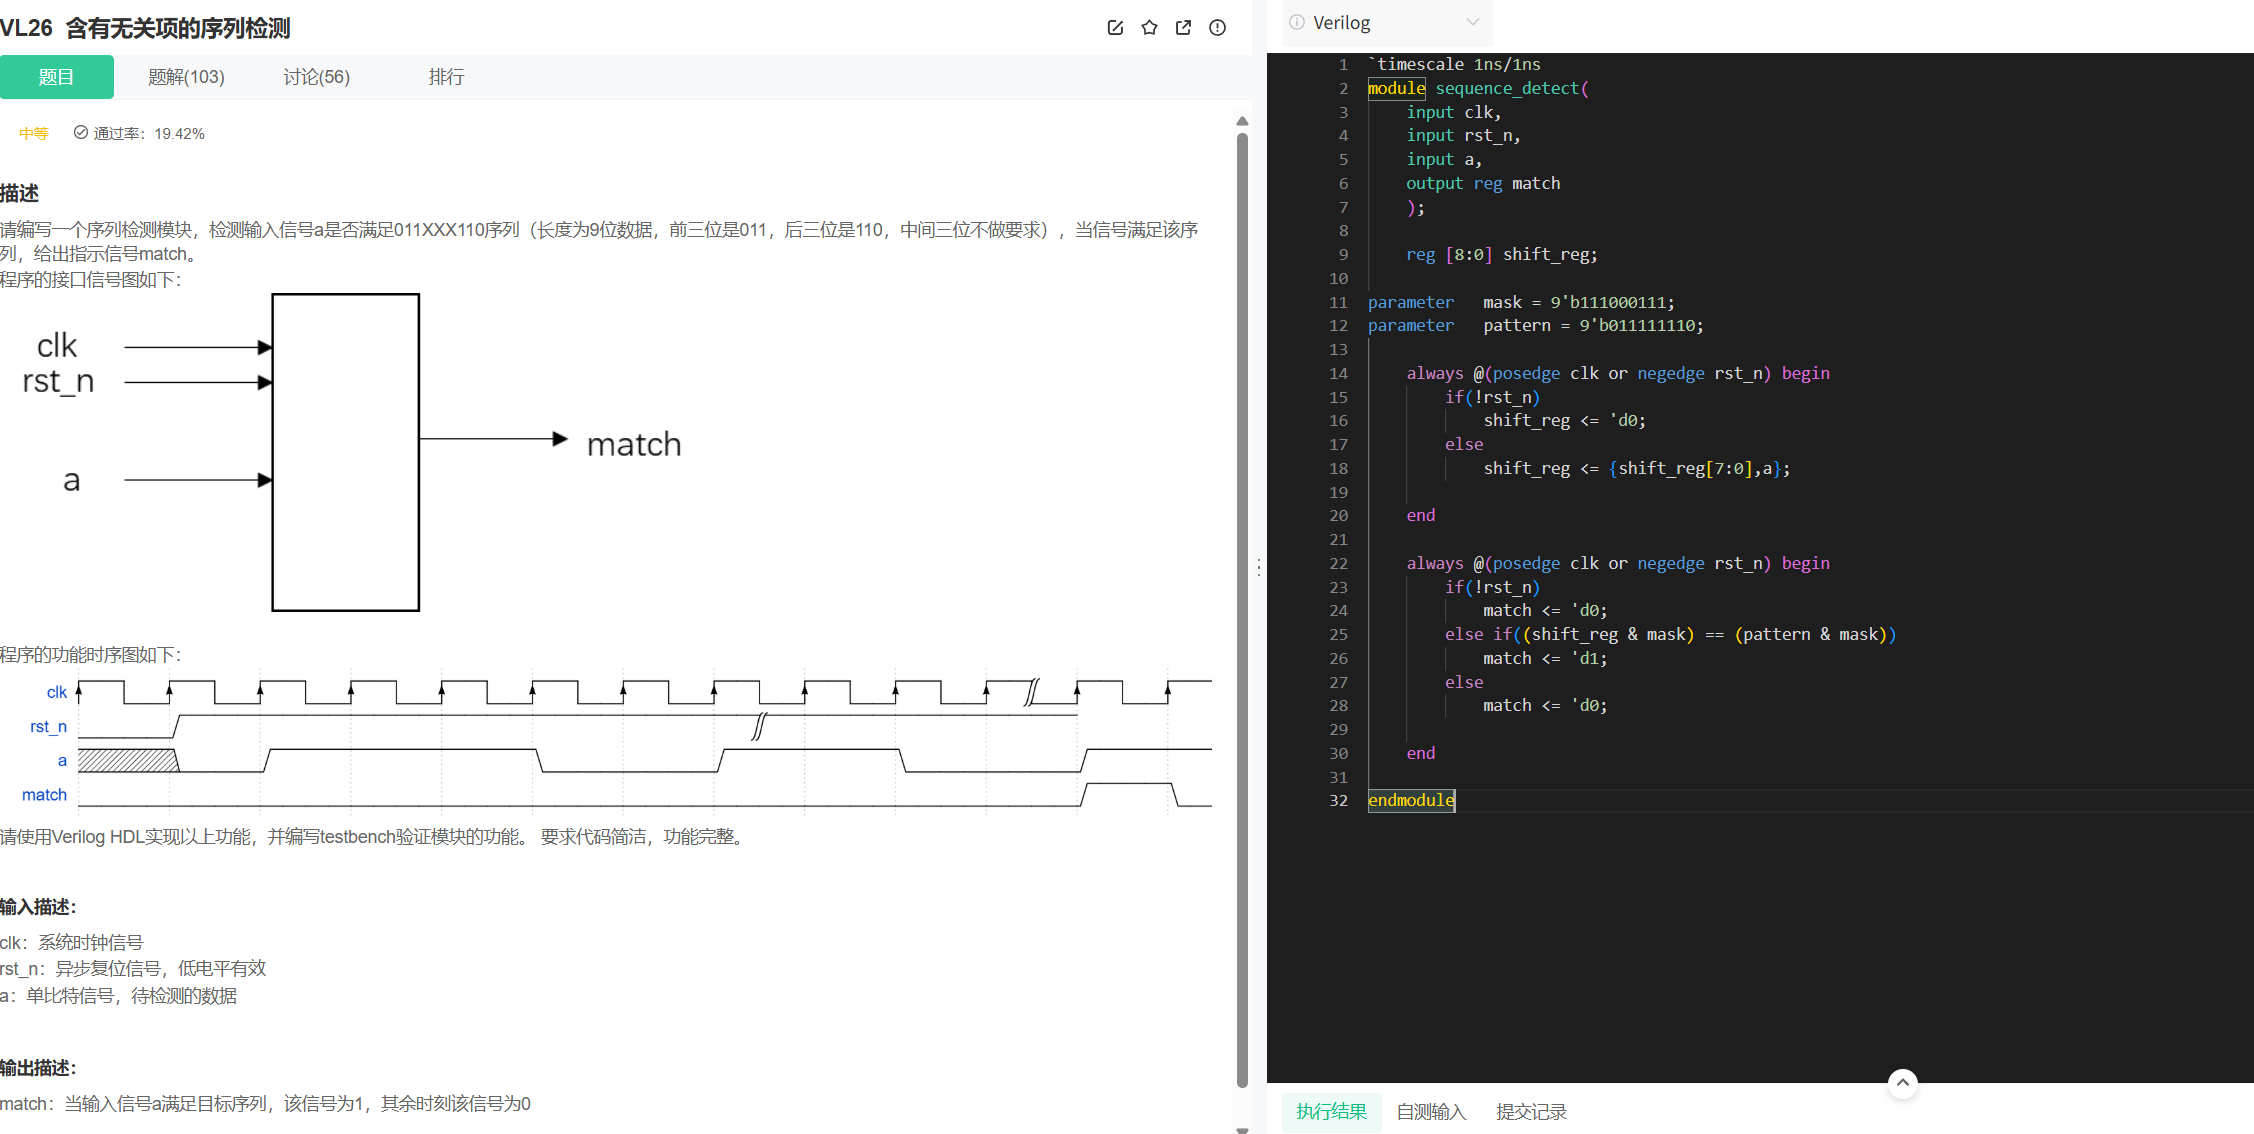 VL26 含有无关项的序列检测
题目 题解(103) 讨论(56) 排行
中等 通过率：19.42%
描述
请编写一个序列检测模块，检测输入信号a是否满足011XXX110序列（长度为9位数据，前三位是011，后三位是110，中间三位不做要求），当信号满足该序
列，给出指示信号match。
程序的接口信号图如下：
clk
rst_n
a
match
程序的功能时序图如下：
clk
rst_n
a
match
请使用Verilog HDL实现以上功能，并编写testbench验证模块的功能。 要求代码简洁，功能完整。
输入描述：
clk：系统时钟信号
rst_n：异步复位信号，低电平有效
a：单比特信号，待检测的数据
输出描述：
match：当输入信号a满足目标序列，该信号为1，其余时刻该信号为0
Verilog
1 `timescale 1ns/1ns
2 module sequence_detect(
3 input clk,
4 input rst_n,
5 input a,
6 output reg match
7 );
8
9 reg [8:0] shift_reg;
10
11 parameter mask = 9'b111000111;
12 parameter pattern = 9'b011111110;
13
14 always @(posedge clk or negedge rst_n) begin
15 if(!rst_n)
16 shift_reg <= 'd0;
17 else
18 shift_reg <= {shift_reg[7:0],a};
19
20 end
21
22 always @(posedge clk or negedge rst_n) begin
23 if(!rst_n)
24 match <= 'd0;
25 else if((shift_reg & mask) == (pattern & mask))
26 match <= 'd1;
27 else
28 match <= 'd0;
29
30 end
31
32 endmodule
执行结果 自测输入 提交记录